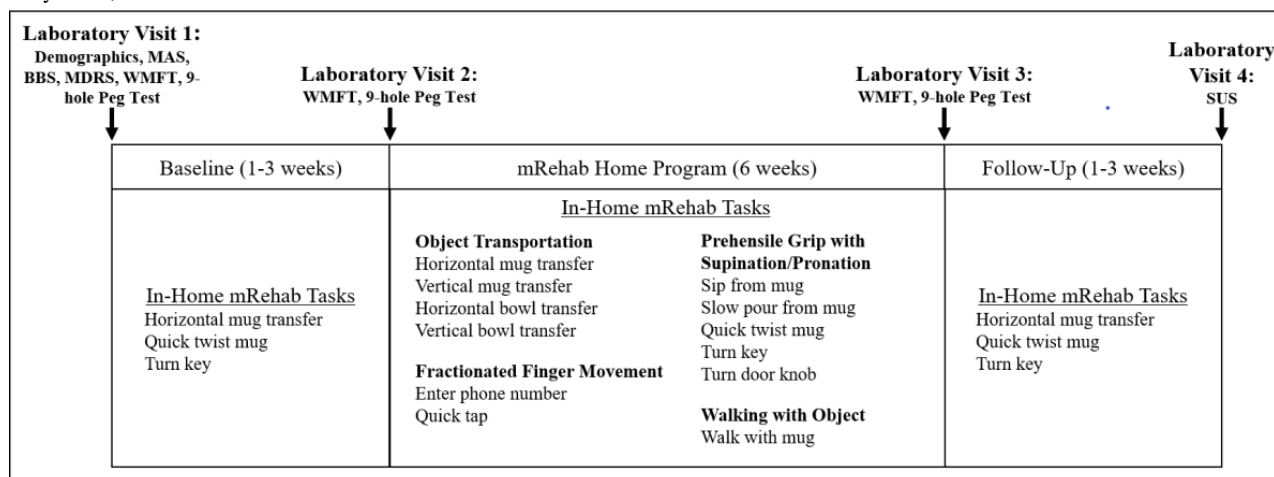 Laboratory Visit 1:
Demographics, MAS,
BBS, MDRS, WMFT, 9-
hole Peg Test
Laboratory Visit 2:
WMFT, 9-hole Peg Test
Laboratory Visit 3:
WMFT, 9-hole Peg Test
Laboratory
Visit 4:
SUS
Baseline (1-3 weeks)
mRehab Home Program (6 weeks)
Follow-Up (1-3 weeks)
In-Home mRehab Tasks
Horizontal mug transfer
Quick twist mug
Turn key
In-Home mRehab Tasks
Object Transportation
Horizontal mug transfer
Vertical mug transfer
Horizontal bowl transfer
Vertical bowl transfer
Fractionated Finger Movement
Enter phone number
Quick tap
Prehensile Grip with
Supination/Pronation
Sip from mug
Slow pour from mug
Quick twist mug
Turn key
Turn door knob
Walking with Object
Walk with mug
In-Home mRehab Tasks
Horizontal mug transfer
Quick twist mug
Turn key